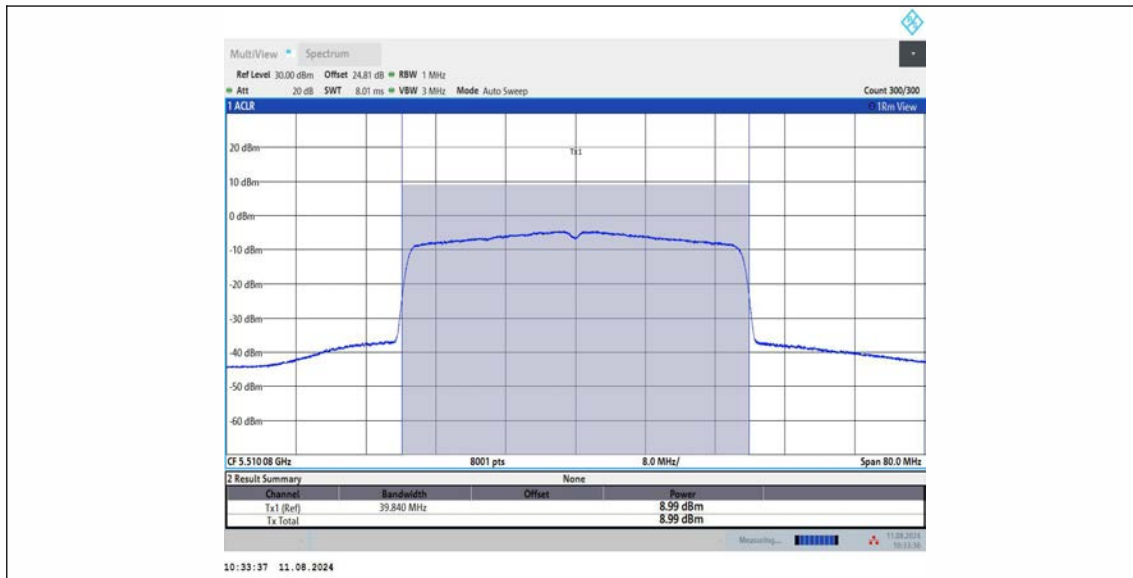 MultiView Spectrum
Ref Level 30.00 dBm Offset 24.81 dB RBW 1 MHz
Att 20 dB SWT 8.01 ms VBW 3 MHz Mode Auto Sweep Count 300/300
1 ACLR 1Rm View
20 dBm
Tx1
10 dBm
0 dBm
-10 dBm
-20 dBm
-30 dBm
-40 dBm
-50 dBm
-60 dBm
CF 5.51008 GHz 8001 pts 8.0 MHz/ Span 80.0 MHz
2 Result Summary None
Channel Bandwidth Offset Power
Tx1 (Ref) 39.840 MHz 8.99 dBm
Tx Total 8.99 dBm
Measuring... 11.08.2024
10:33:37 11.08.2024